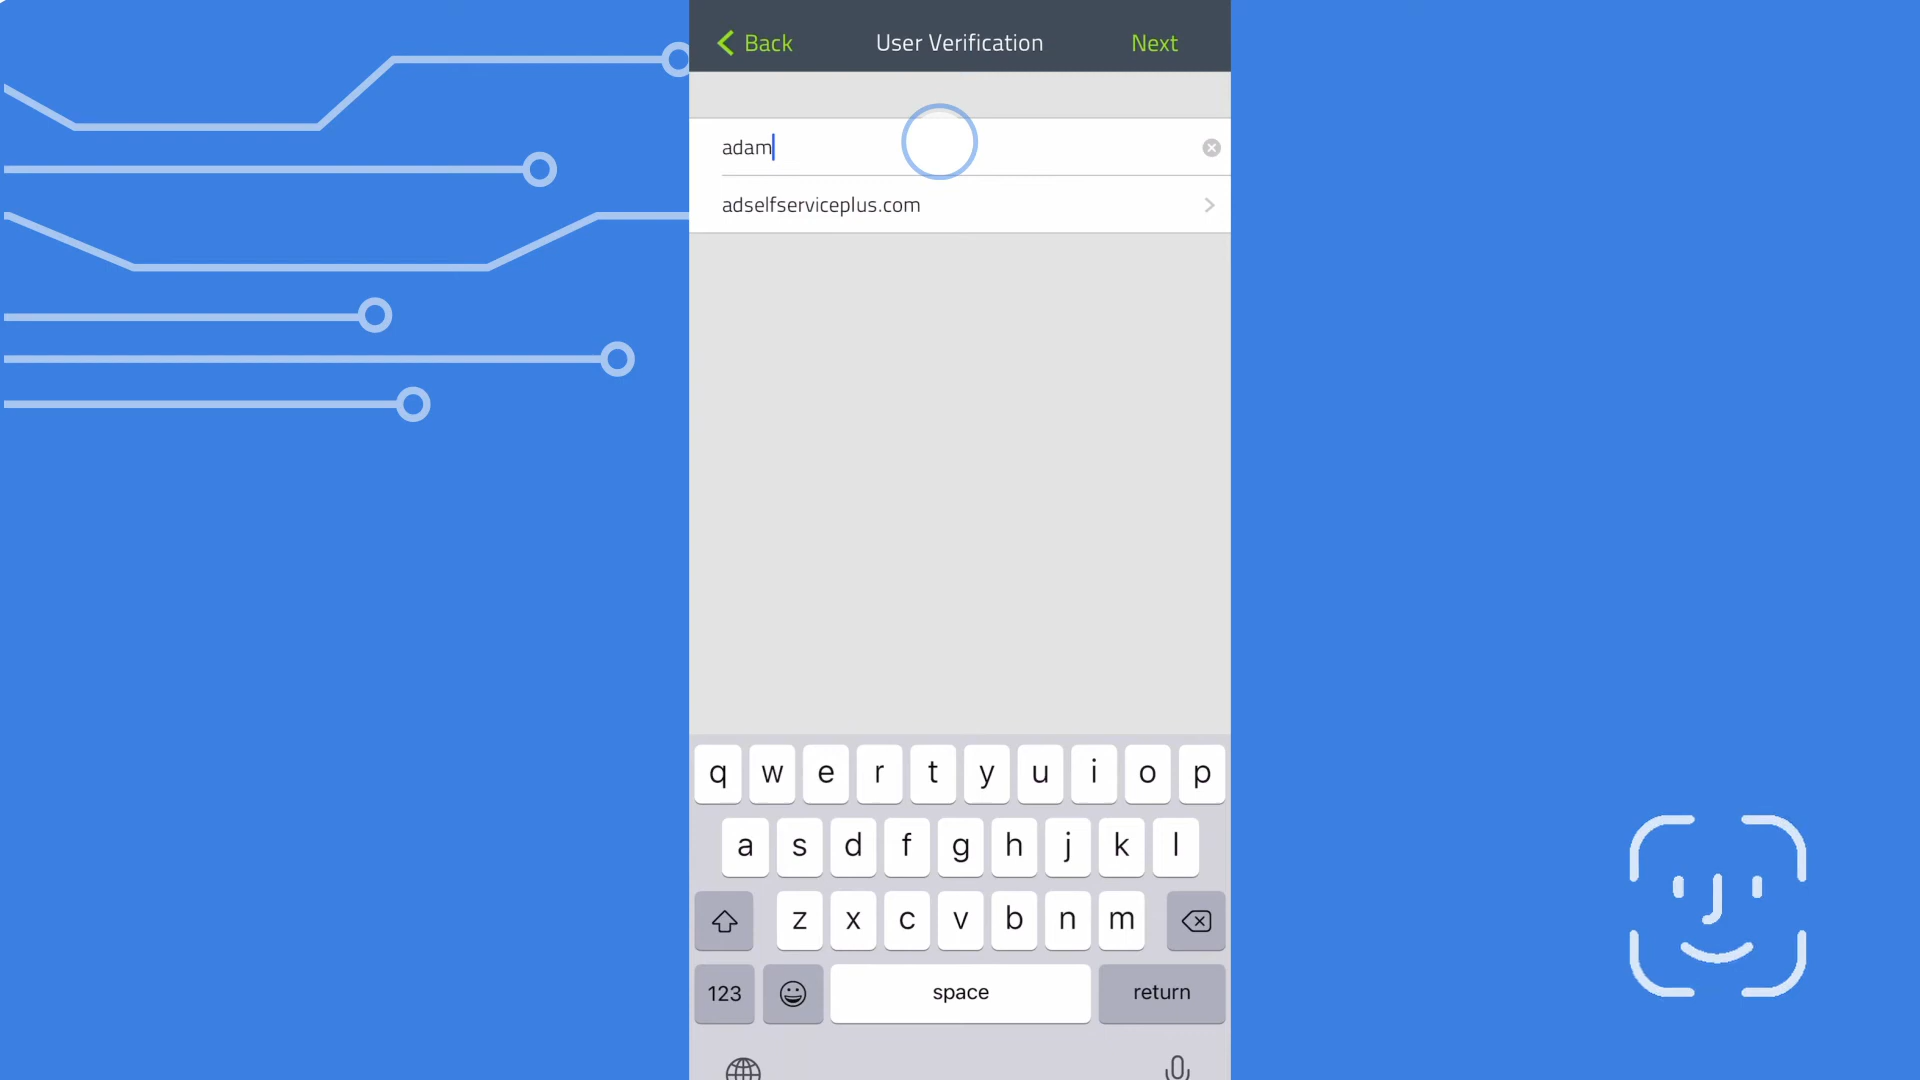 Back User Verification Next
adam
adselfserviceplus.com
q w e r t y u i o p
a s d f g h j k l
z x c v b n m
123 space return